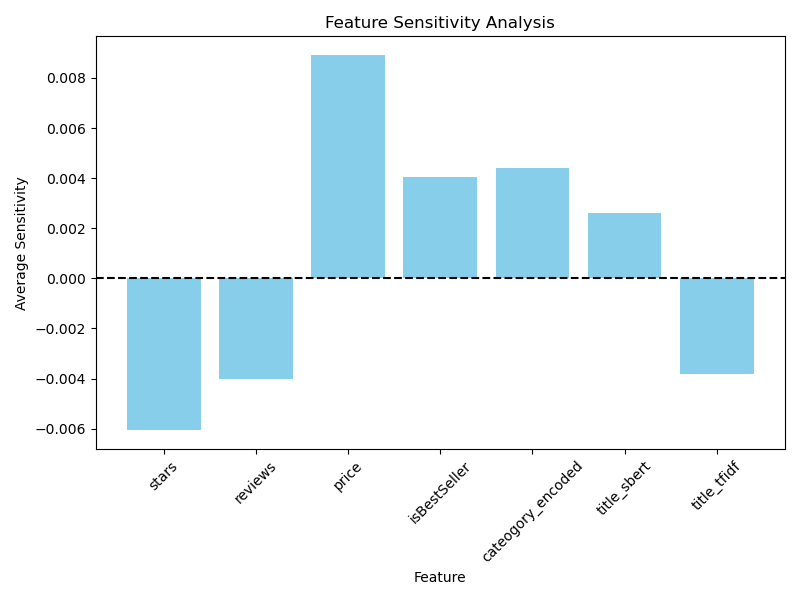 Feature Sensitivity Analysis
Average Sensitivity
0.008
0.006
0.004
0.002
0.000
−0.002
−0.004
−0.006
stars
reviews
price
isBestSeller
cateogory_encoded
title_sbert
title_tfidf
Feature